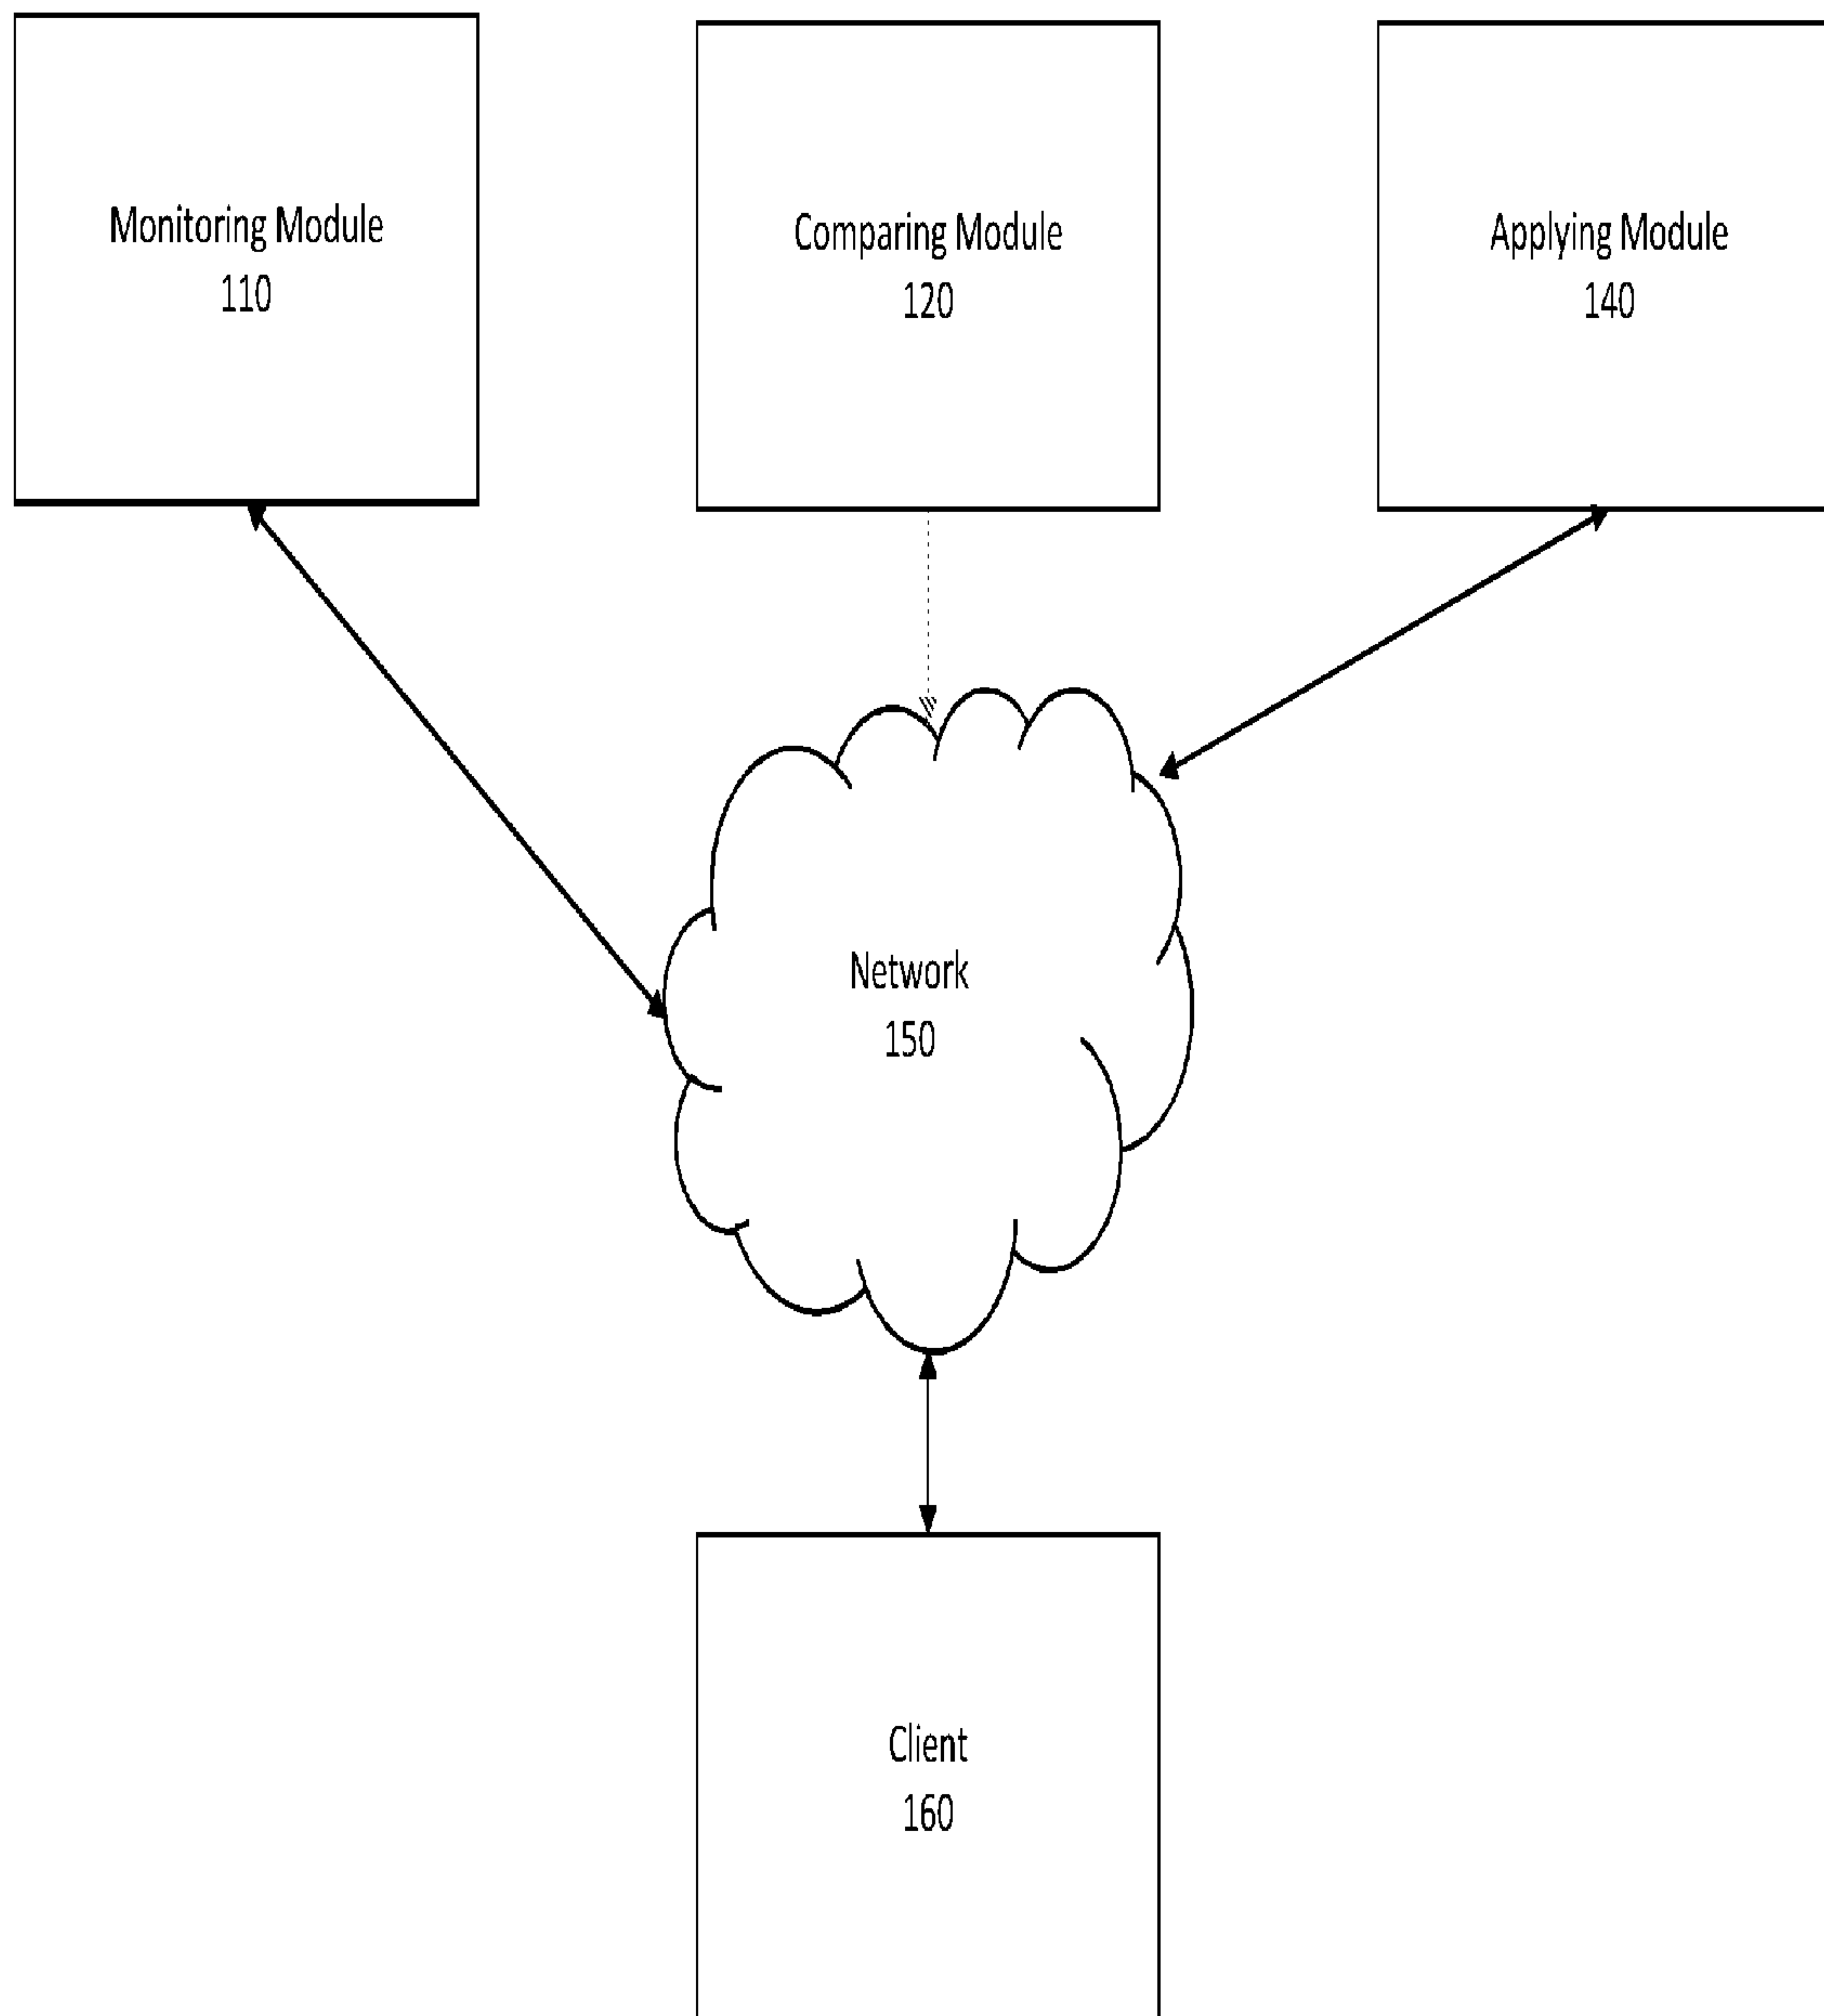 Monitoring Module
110
Comparing Module
120
Applying Module
140
Network
150
Client
160